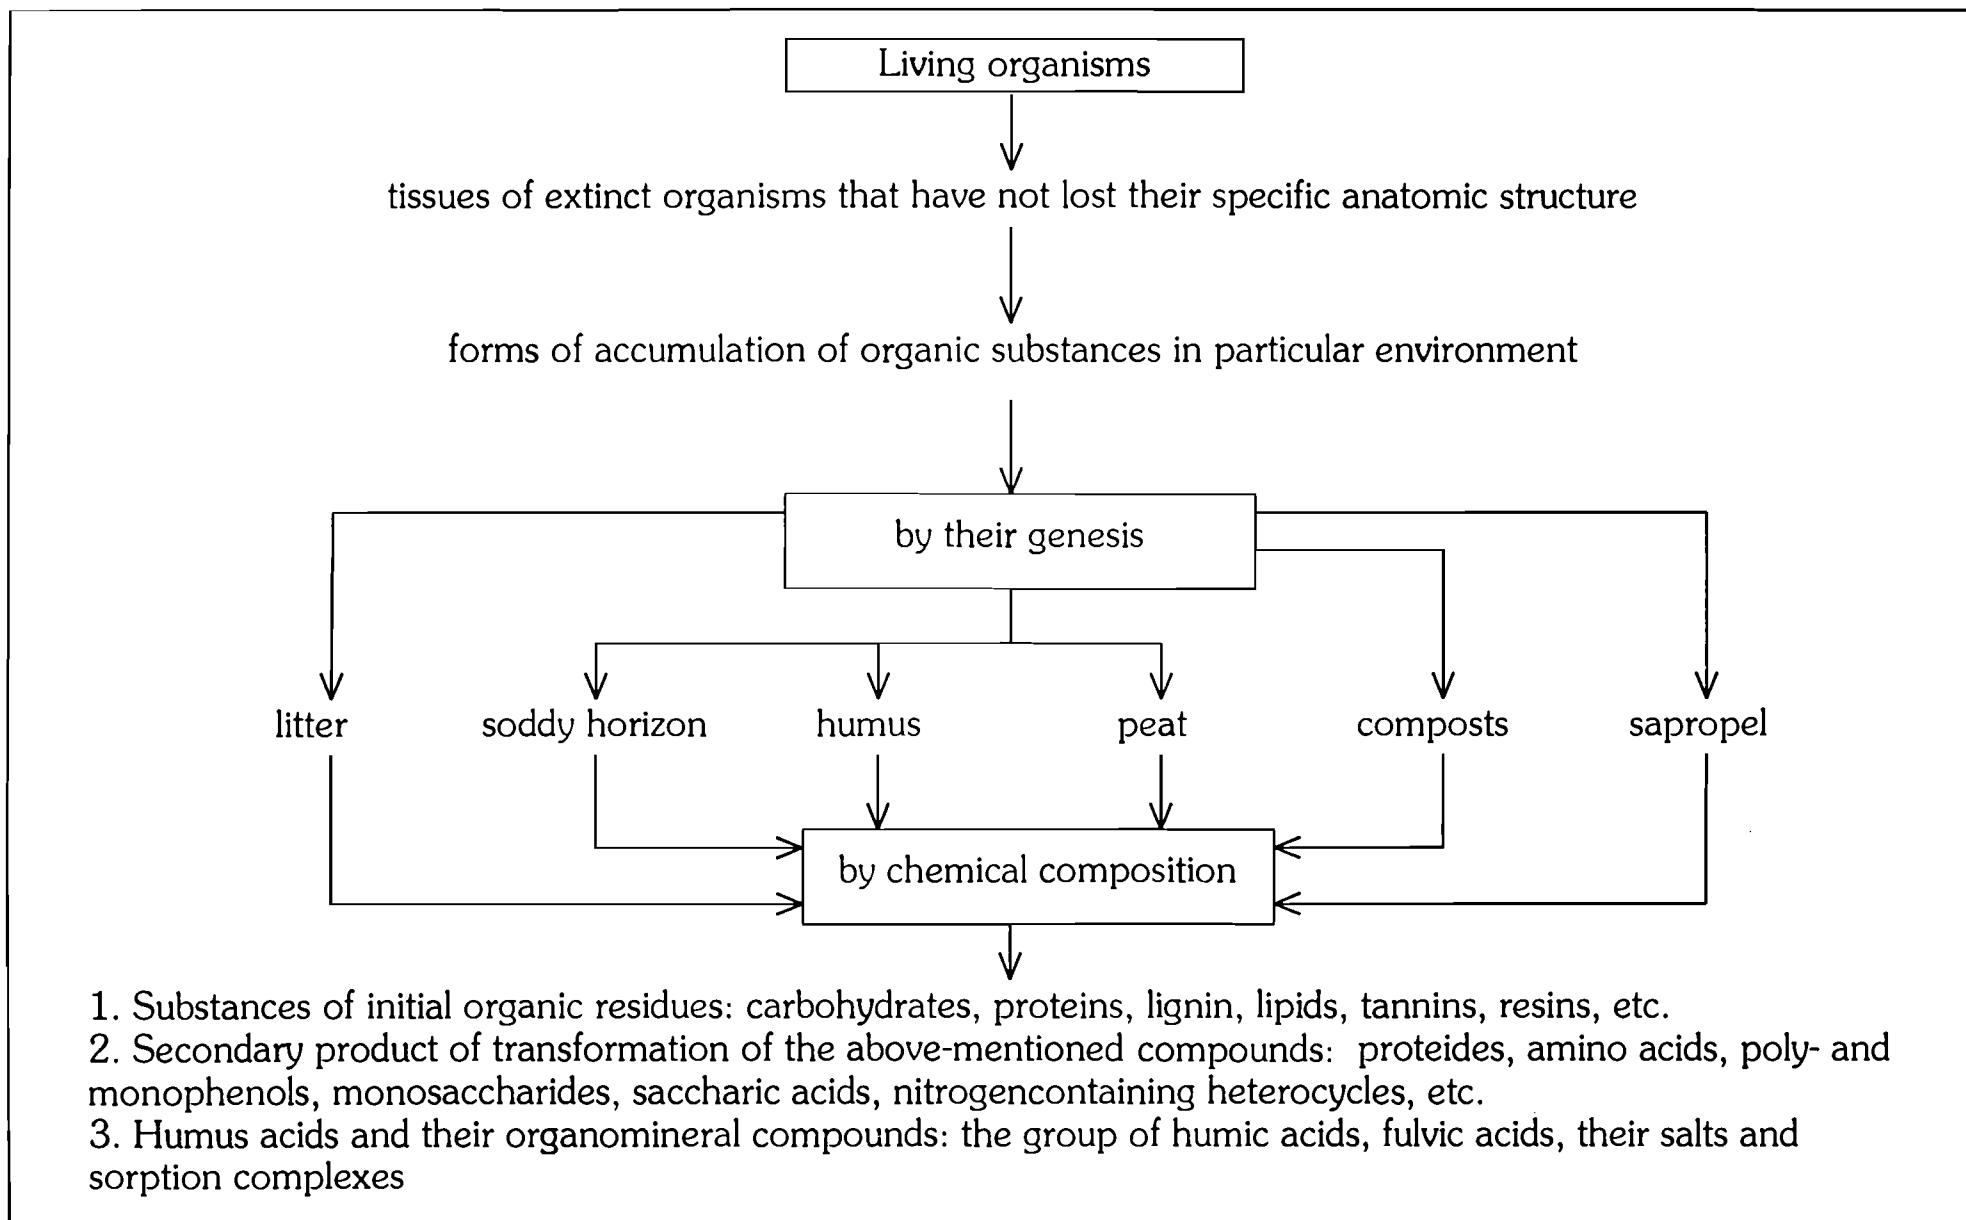 Living organisms
tissues of extinct organisms that have not lost their specific anatomic structure
forms of accumulation of organic substances in particular environment
by their genesis
litter
soddy horizon
humus
peat
composts
sapropel
by chemical composition
1. Substances of initial organic residues: carbohydrates, proteins, lignin, lipids, tannins, resins, etc.
2. Secondary product of transformation of the above-mentioned compounds: proteides, amino acids, poly- and
monophenols, monosaccharides, saccharic acids, nitrogencontaining heterocycles, etc.
3. Humus acids and their organomineral compounds: the group of humic acids, fulvic acids, their salts and
sorption complexes